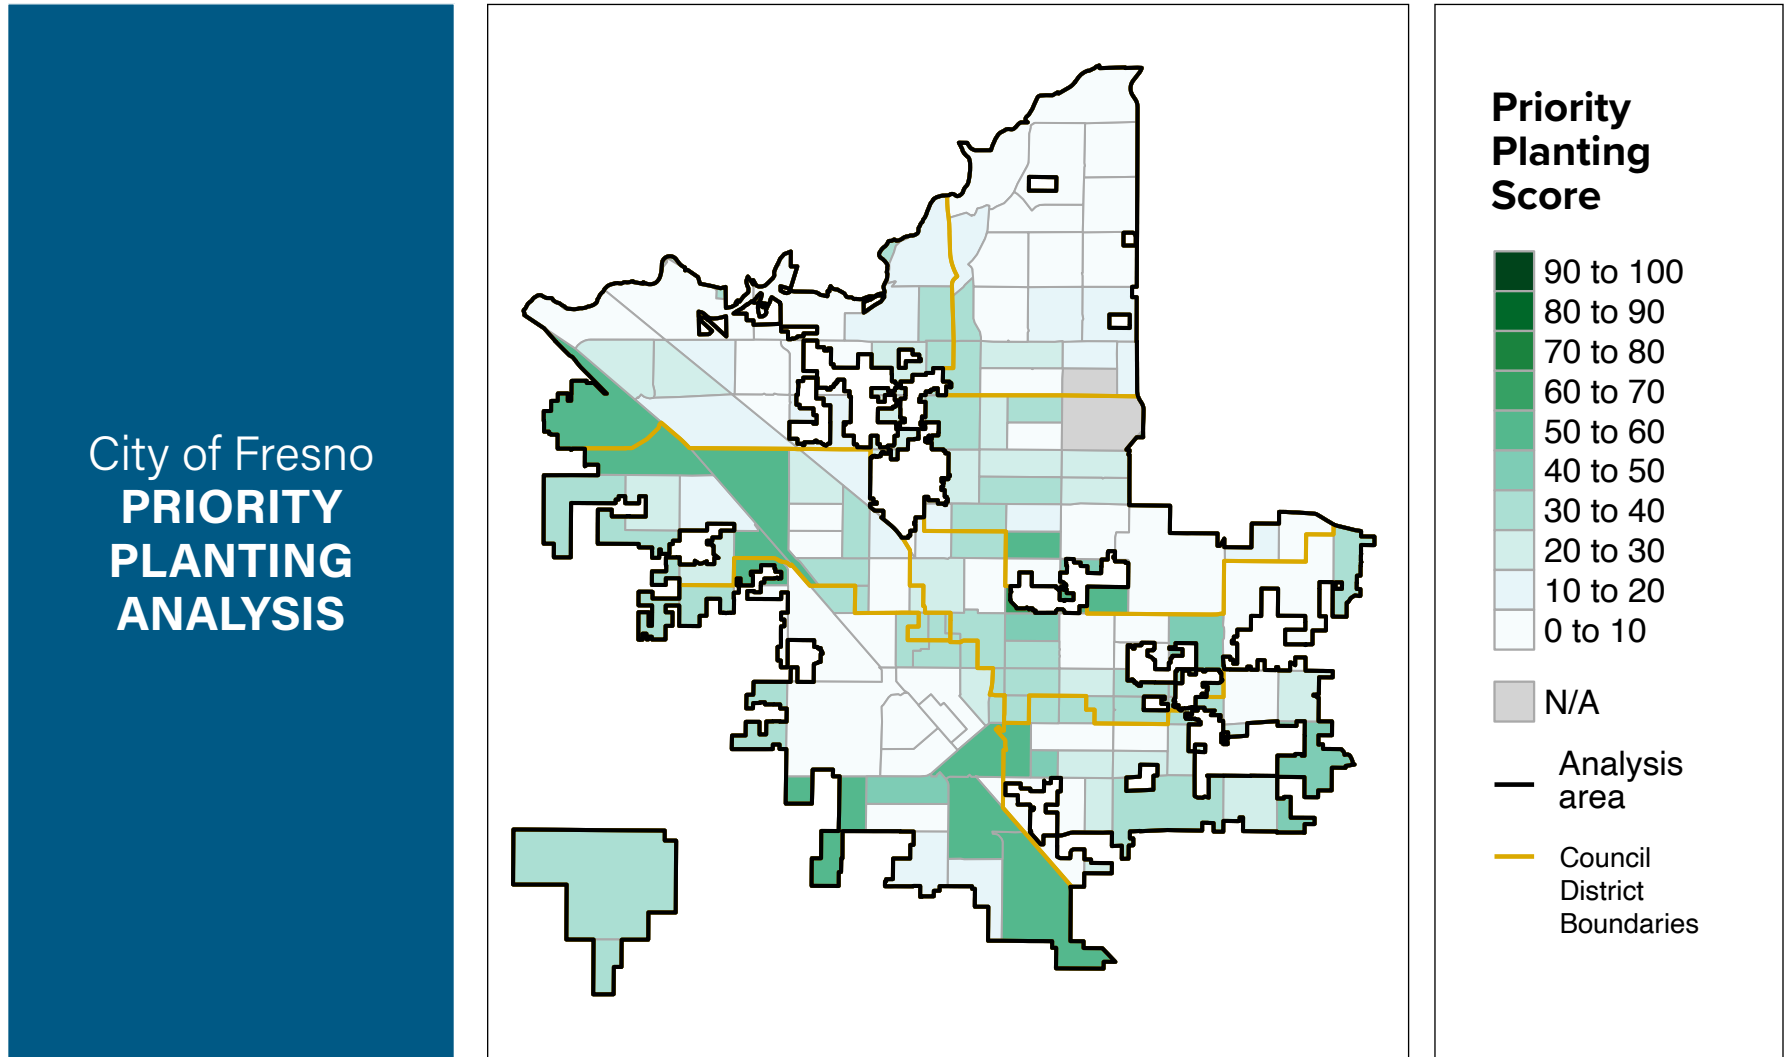 City of Fresno
PRIORITY
PLANTING
ANALYSIS
Priority
Planting
Score
90 to 100
80 to 90
70 to 80
60 to 70
50 to 60
40 to 50
30 to 40
20 to 30
10 to 20
0 to 10
N/A
Analysis
area
Council
District
Boundaries